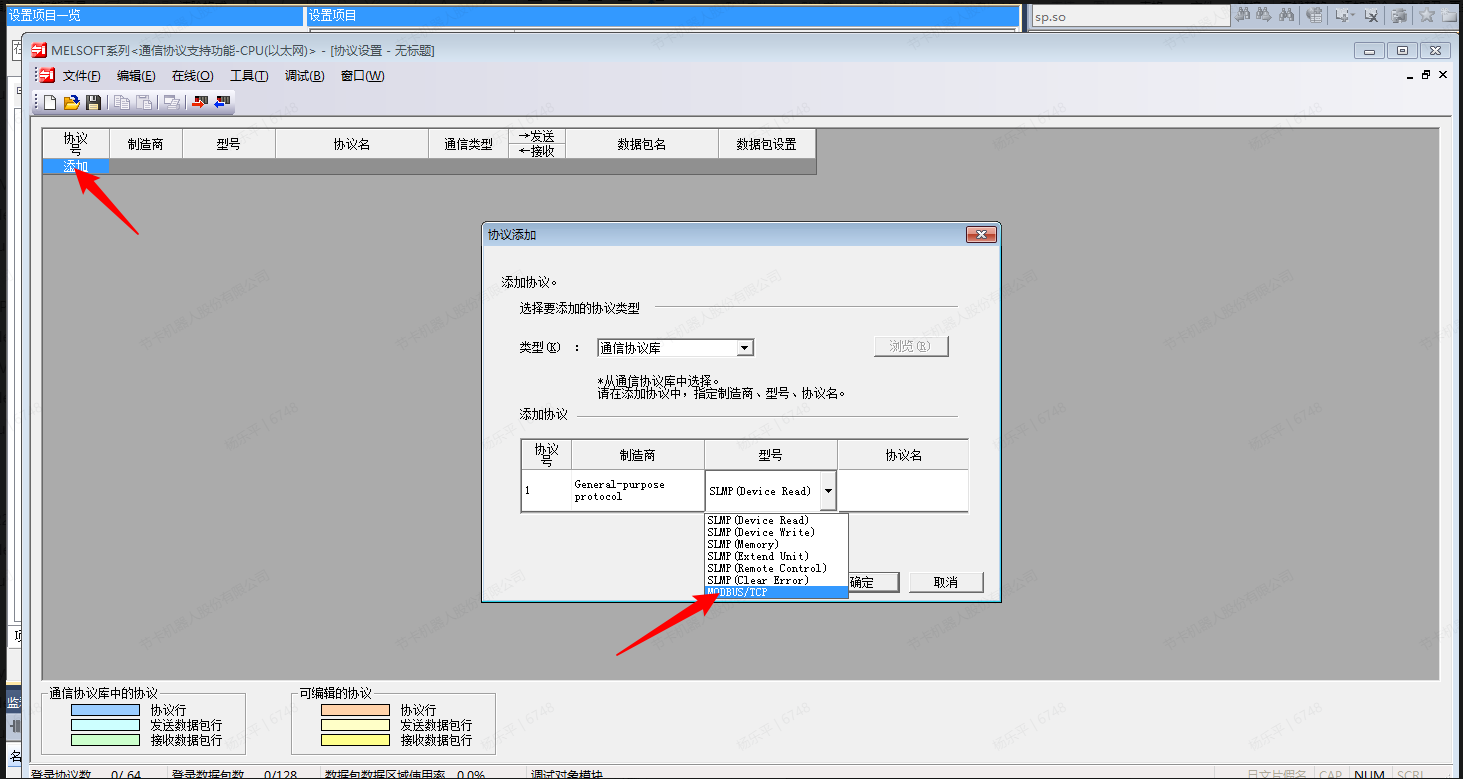 设置项目一览
设置项目
sp.so
MELSOFT系列<通信协议支持功能-CPU(以太网)> - [协议设置 - 无标题]
文件(F) 编辑(E) 在线(O) 工具(T) 调试(B) 窗口(W)
协议号 制造商 型号 协议名 通信类型 →发送 ←接收 数据包名 数据包设置
添加
协议添加
添加协议。
选择要添加的协议类型
类型(K) : 通信协议库 浏览(R)
*从通信协议库中选择。
请在添加协议中，指定制造商、型号、协议名。
添加协议
协议号 制造商 型号 协议名
1 General-purpose protocol SLMP(Device Read)
SLMP(Device Read)
SLMP(Device Write)
SLMP(Memory)
SLMP(Extend Unit)
SLMP(Remote Control)
SLMP(Clear Error)
MODBUS/TCP
确定 取消
通信协议库中的协议
协议行
发送数据包行
接收数据包行
可编辑的协议
协议行
发送数据包行
接收数据包行
登录协议数 0/ 64 登录数据包数 0/128 数据包数据区域使用率 0.0% 调试对象模块
日文片假名 CAP NUM SCRL